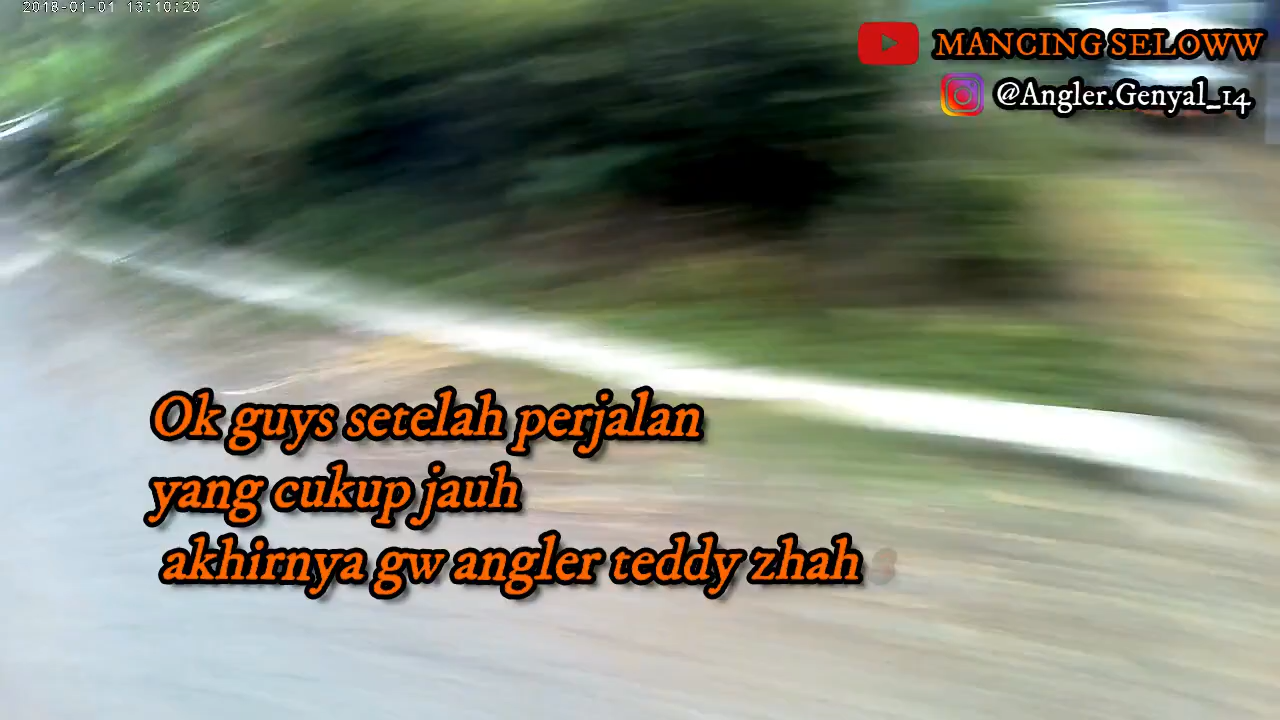 2018-01-01 13:10:20
MANCING SELOWW
@Angler.Genyal_14
Ok guys setelah perjalan
yang cukup jauh
akhirnya gw angler teddy zhah